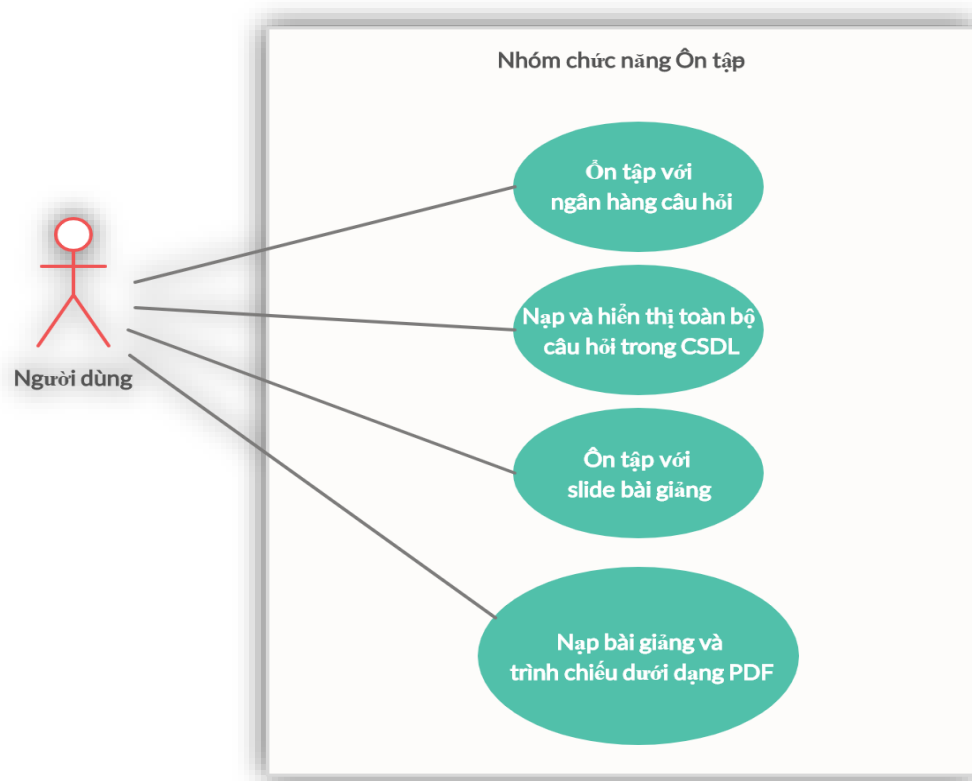 Nhóm chức năng Ôn tập
Ổn tập với
ngân hàng câu hỏi
Nạp và hiển thị toàn bộ
câu hỏi trong CSDL
Người dùng
Ôn tập với
slide bài giảng
Nạp bài giảng và
trình chiếu dưới dạng PDF